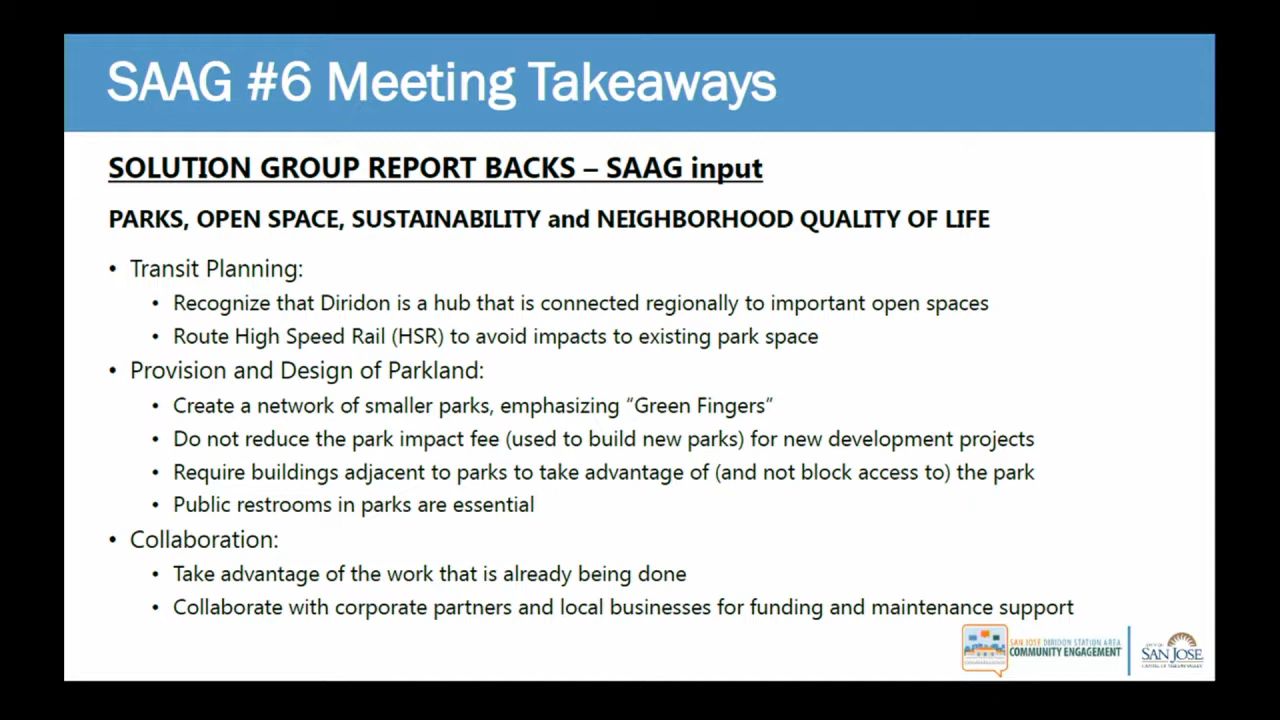 SAAG #6 Meeting Takeaways
SOLUTION GROUP REPORT BACKS – SAAG input
PARKS, OPEN SPACE, SUSTAINABILITY and NEIGHBORHOOD QUALITY OF LIFE
• Transit Planning:
• Recognize that Diridon is a hub that is connected regionally to important open spaces
• Route High Speed Rail (HSR) to avoid impacts to existing park space
• Provision and Design of Parkland:
• Create a network of smaller parks, emphasizing “Green Fingers”
• Do not reduce the park impact fee (used to build new parks) for new development projects
• Require buildings adjacent to parks to take advantage of (and not block access to) the park
• Public restrooms in parks are essential
• Collaboration:
• Take advantage of the work that is already being done
• Collaborate with corporate partners and local businesses for funding and maintenance support
SAN JOSE DIRIDON STATION AREA
COMMUNITY ENGAGEMENT
CITY OF
SAN JOSE
CAPITAL OF SILICON VALLEY